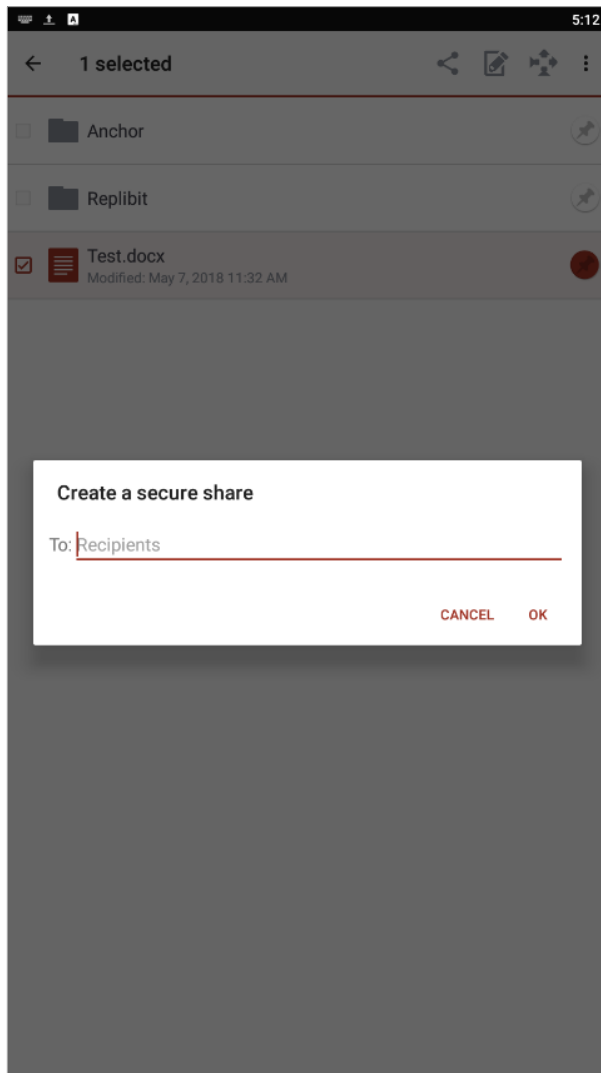 5:12
1 selected
Anchor
Replibit
Test.docx
Modified: May 7, 2018 11:32 AM
Create a secure share
To: Recipients
CANCEL OK